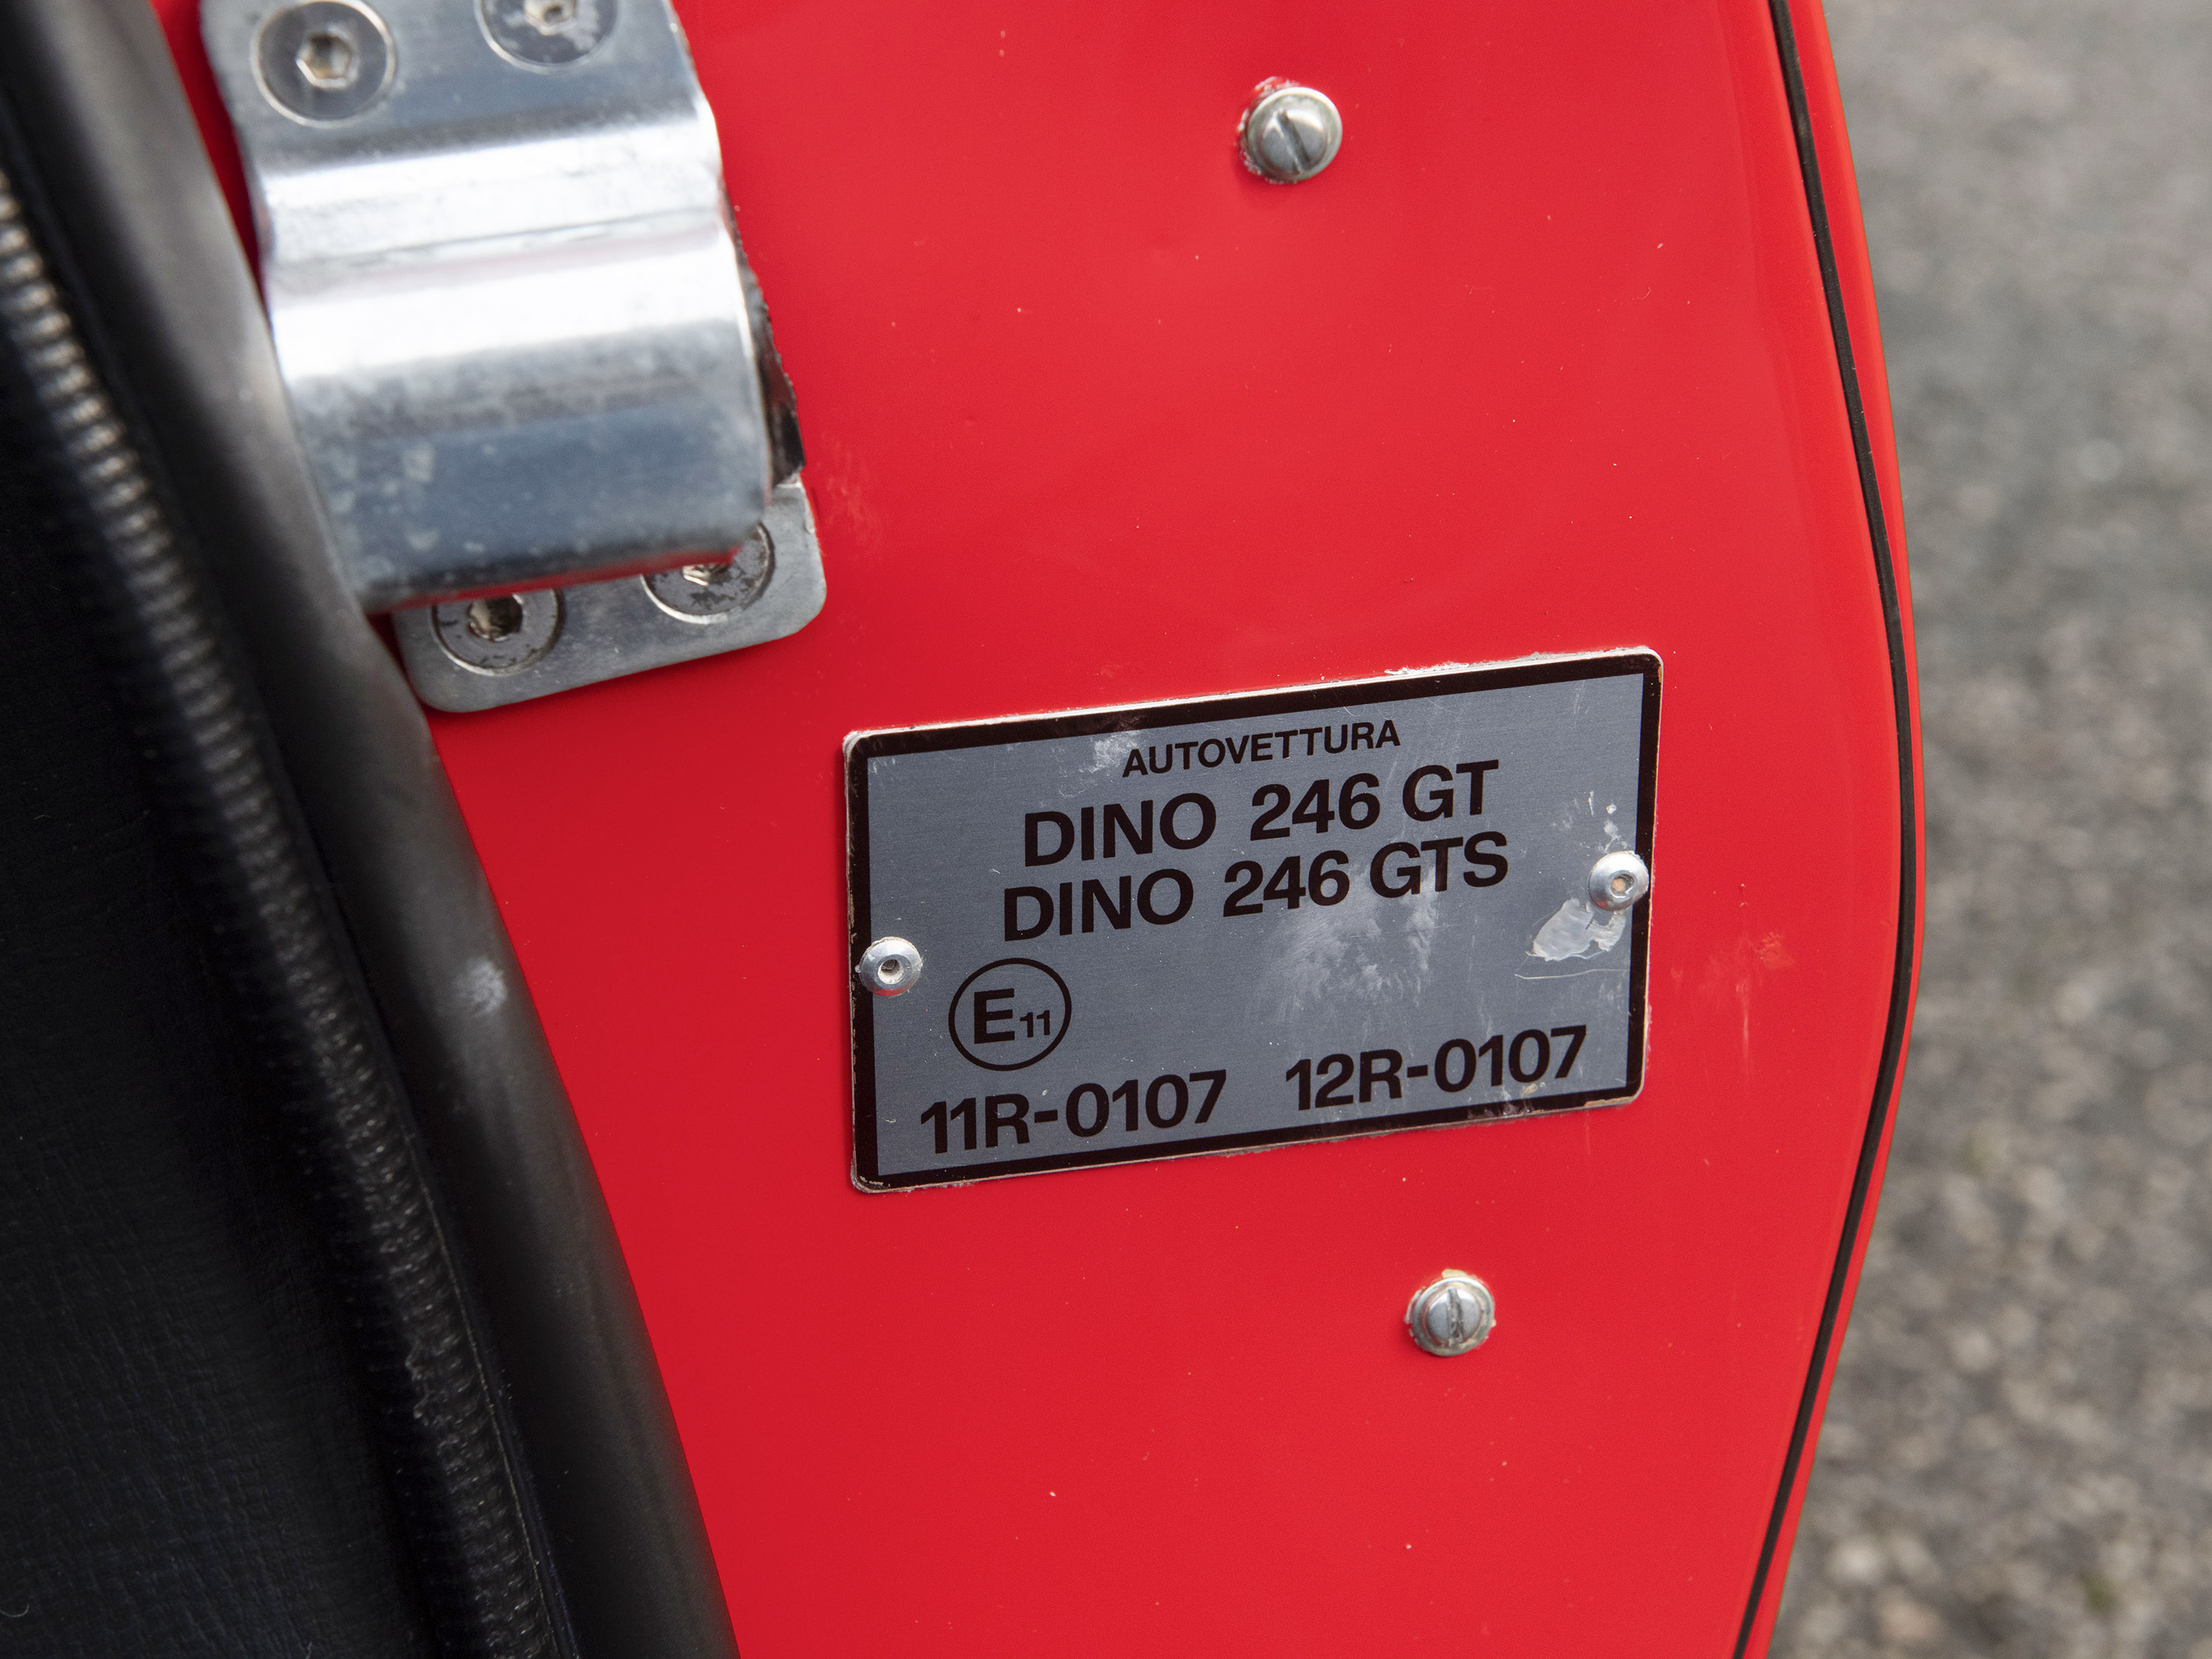 AUTOVETTURA
DINO 246 GT
DINO 246 GTS
E11
11R-0107 12R-0107